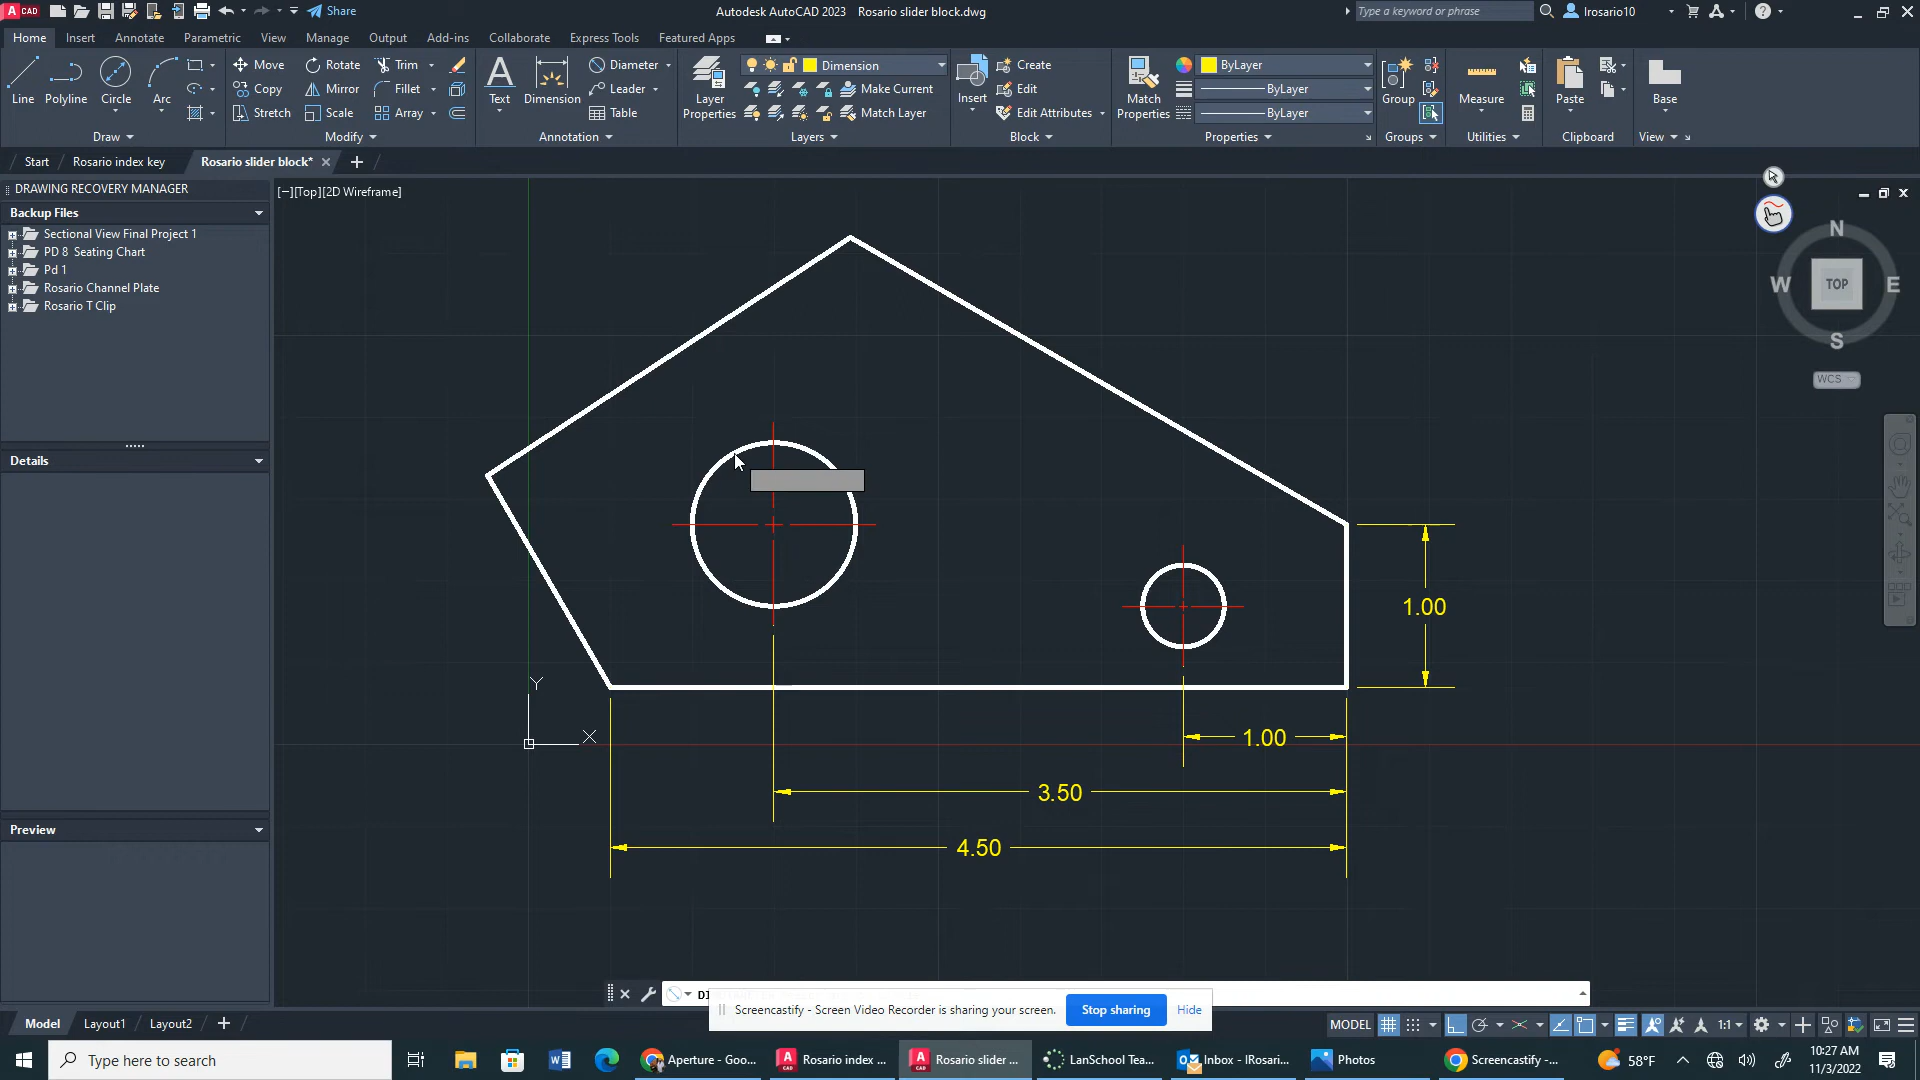 CAD
Share
Autodesk AutoCAD 2023 Rosario slider block.dwg
Type a keyword or phrase
lrosario10
Home Insert Annotate Parametric View Manage Output Add-ins Collaborate Express Tools Featured Apps
Line Polyline Circle Arc
Move Rotate Trim
Copy Mirror Fillet
Stretch Scale Array
Text Dimension
Diameter
Leader
Table
Layer Properties
Dimension
Make Current
Match Layer
Insert
Create
Edit
Edit Attributes
Match Properties
ByLayer
ByLayer
ByLayer
Group
Measure
Paste
Base
Draw Modify Annotation Layers Block Properties Groups Utilities Clipboard View
Start Rosario index key Rosario slider block*
DRAWING RECOVERY MANAGER
Backup Files
Sectional View Final Project 1
PD 8 Seating Chart
Pd 1
Rosario Channel Plate
Rosario T Clip
Details
Preview
[−][Top][2D Wireframe]
N
W TOP E
S
WCS
1.00
Y
X
1.00
3.50
4.50
Screencastify - Screen Video Recorder is sharing your screen. Stop sharing Hide
Model Layout1 Layout2
MODEL 1:1
Type here to search
Aperture - Goo...
CAD
Rosario index ...
CAD
Rosario slider ...
LanSchool Tea...
Inbox - IRosari...
Photos
Screencastify -...
58°F
10:27 AM
11/3/2022